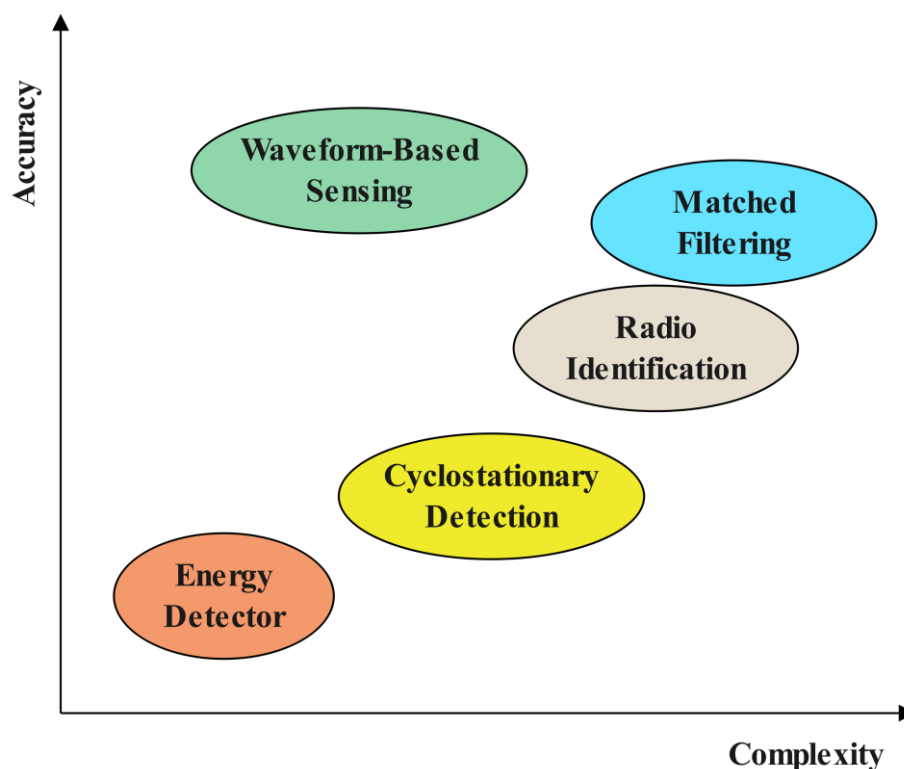 Accuracy
Waveform-Based
Sensing
Matched
Filtering
Radio
Identification
Cyclostationary
Detection
Energy
Detector
Complexity